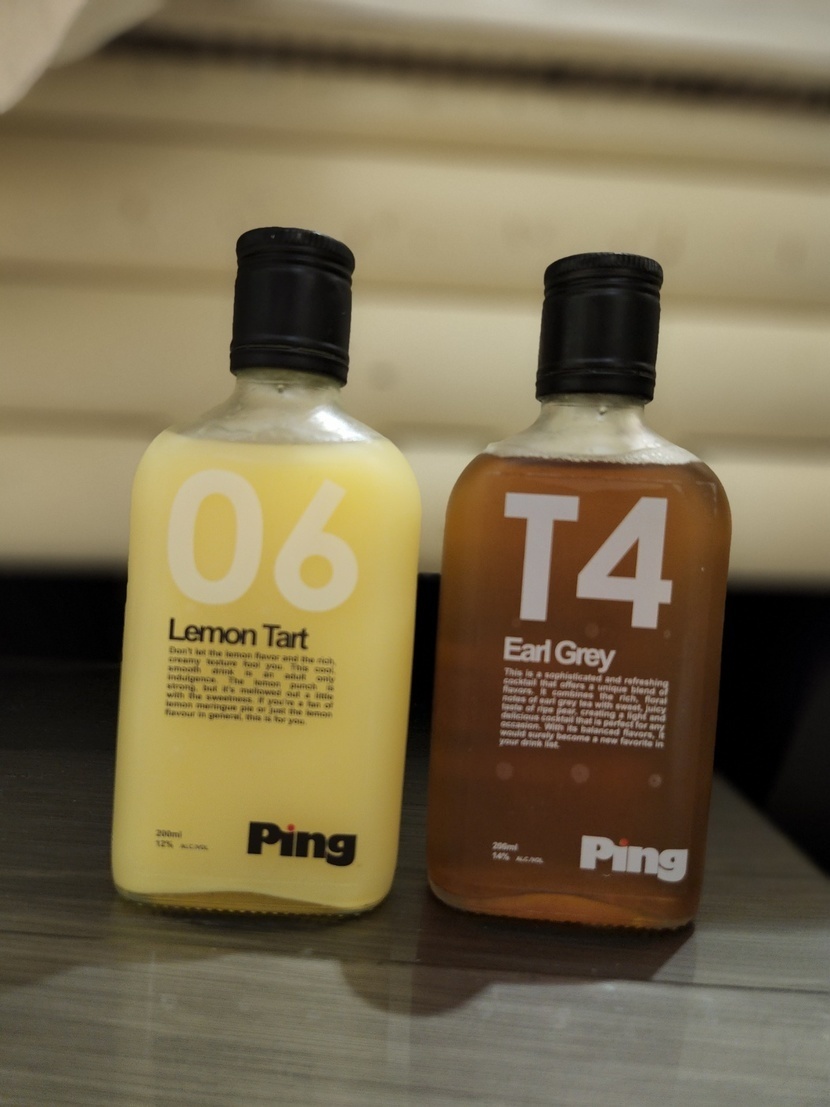 06
Lemon Tart
Don't let the lemon flavor and the rich,
creamy texture fool you. This cool,
smooth drink is an adult only
indulgence. The lemon punch is
strong, but it's mellowed out a little
with the sweetness. If you're a fan of
lemon meringue pie or just the lemon
flavour in general, this is for you.
200ml
12% ALC./VOL.
Ping
T4
Earl Grey
This is a sophisticated and refreshing
cocktail that offers a unique blend of
flavors. It combines the rich, floral
notes of earl grey tea with sweet, juicy
taste of ripe pear, creating a light and
delicious cocktail that is perfect for any
occasion. With its balanced flavors, it
would surely become a new favorite in
your drink list.
200ml
14% ALC./VOL.
Ping